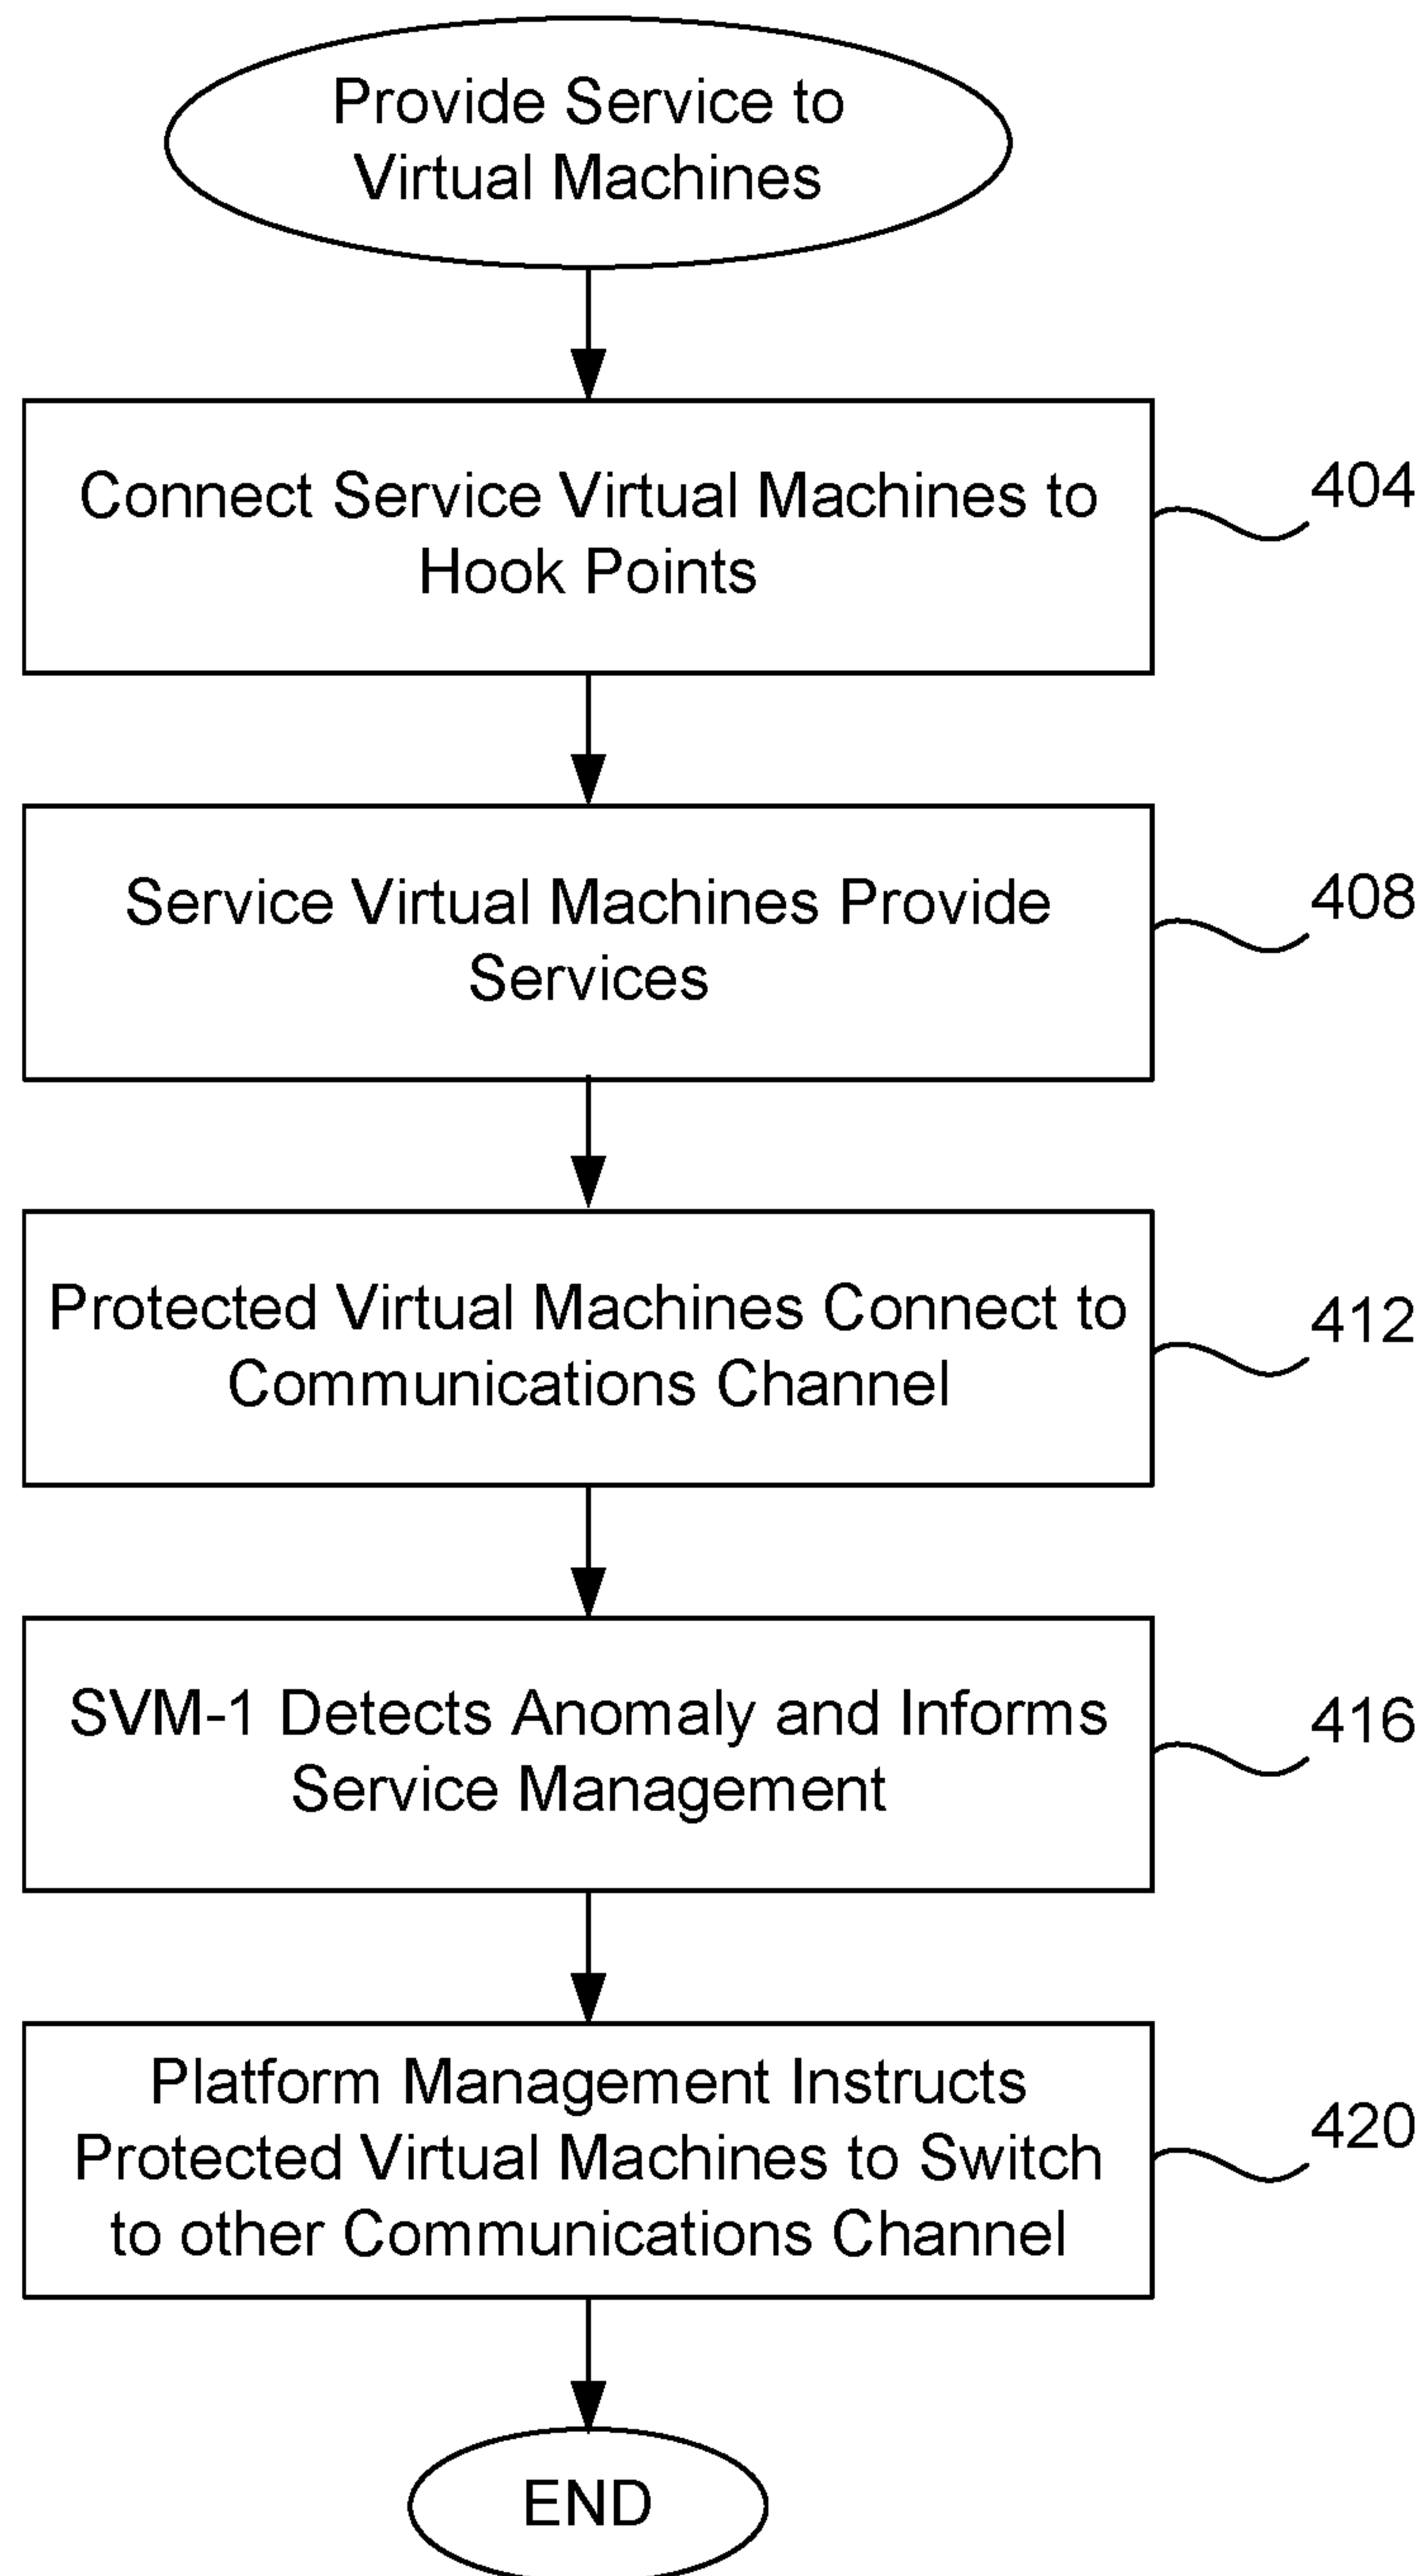 Provide Service to
Virtual Machines
Connect Service Virtual Machines to
Hook Points
404
Service Virtual Machines Provide
Services
408
Protected Virtual Machines Connect to
Communications Channel
412
SVM-1 Detects Anomaly and Informs
Service Management
416
Platform Management Instructs
Protected Virtual Machines to Switch
to other Communications Channel
420
END